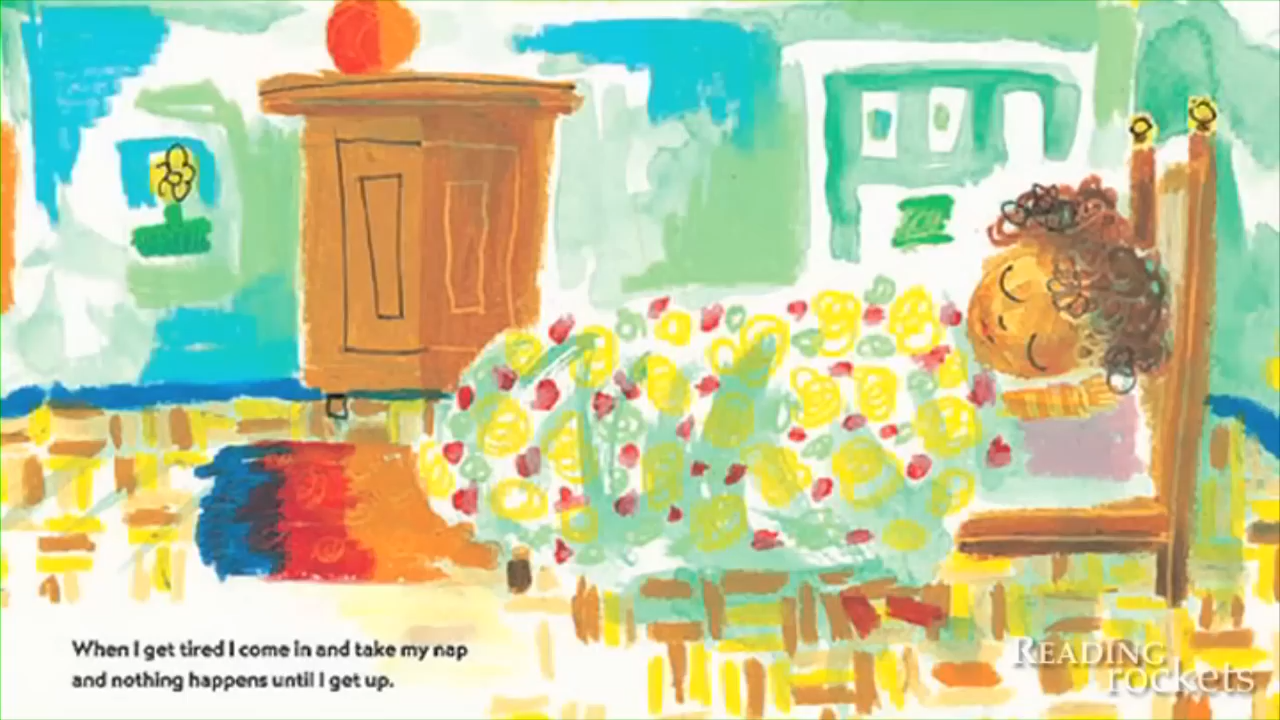 When I get tired I come in and take my nap
and nothing happens until I get up.
READING
rockets